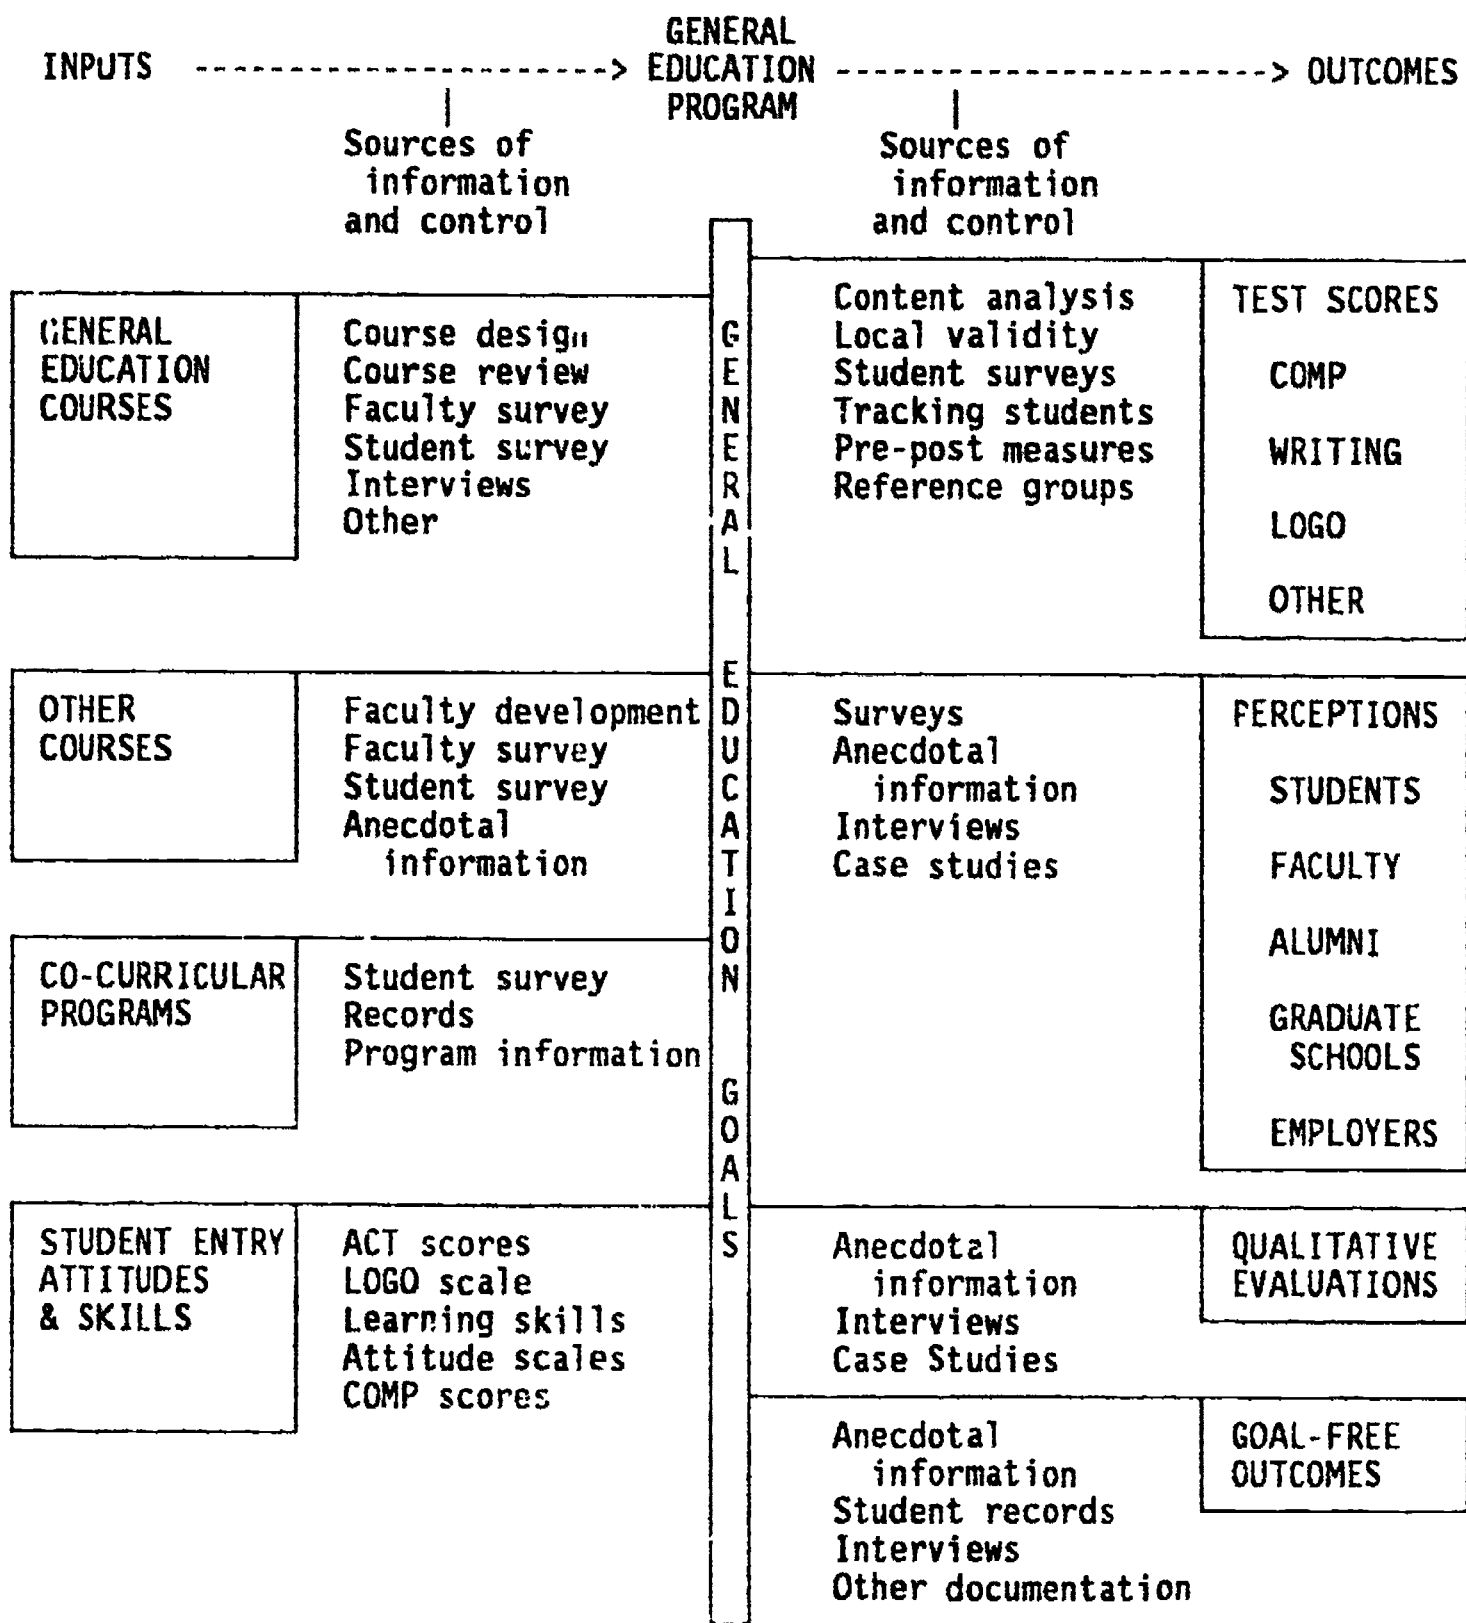 GENERAL
INPUTS ----------------------> EDUCATION ----------------------> OUTCOMES
PROGRAM
Sources of
information
and control
Sources of
information
and control
GENERAL
EDUCATION
COURSES
Course design
Course review
Faculty survey
Student survey
Interviews
Other
OTHER
COURSES
Faculty development
Faculty survey
Student survey
Anecdotal
information
CO-CURRICULAR
PROGRAMS
Student survey
Records
Program information
STUDENT ENTRY
ATTITUDES
& SKILLS
ACT scores
LOGO scale
Learning skills
Attitude scales
COMP scores
GENERAL EDUCATION GOALS
Content analysis
Local validity
Student surveys
Tracking students
Pre-post measures
Reference groups
TEST SCORES
COMP
WRITING
LOGO
OTHER
Surveys
Anecdotal
information
Interviews
Case studies
PERCEPTIONS
STUDENTS
FACULTY
ALUMNI
GRADUATE
SCHOOLS
EMPLOYERS
Anecdotal
information
Interviews
Case Studies
QUALITATIVE
EVALUATIONS
Anecdotal
information
Student records
Interviews
Other documentation
GOAL-FREE
OUTCOMES